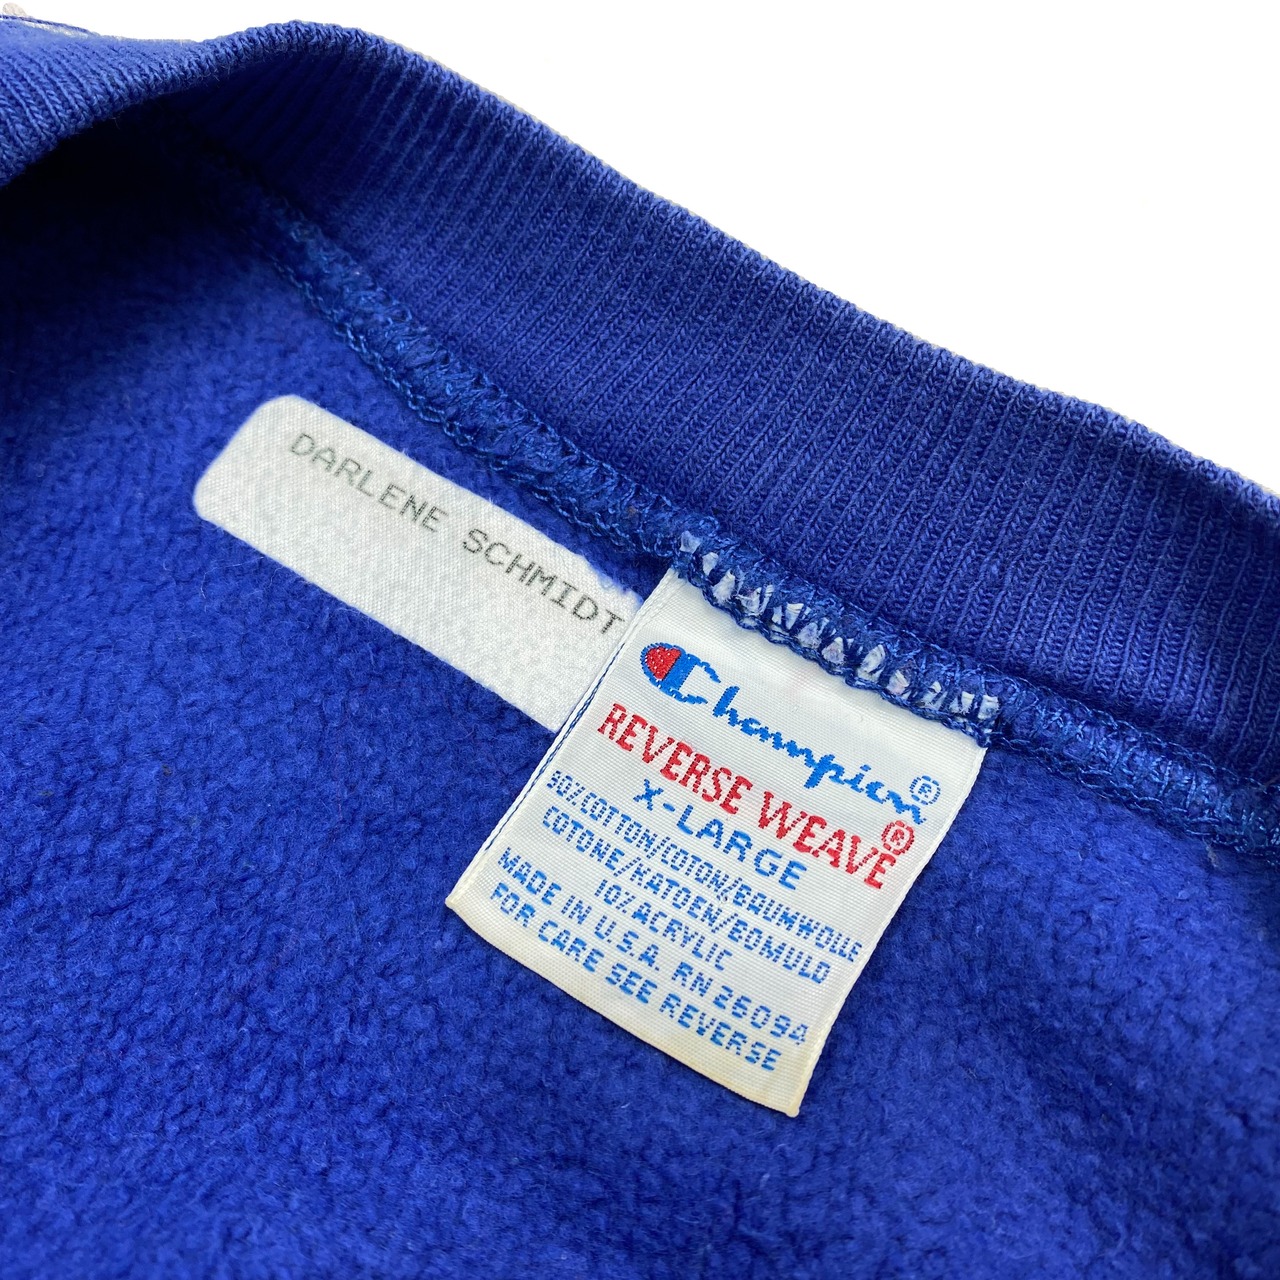 DARLENE SCHMIDT
Champion®
REVERSE WEAVE®
X-LARGE
90%COTTON/COTON/BAUMWOLLE
COTONE/KATOEN/BOMULD
10%ACRYLIC
MADE IN U.S.A. RN 26094
FOR CARE SEE REVERSE